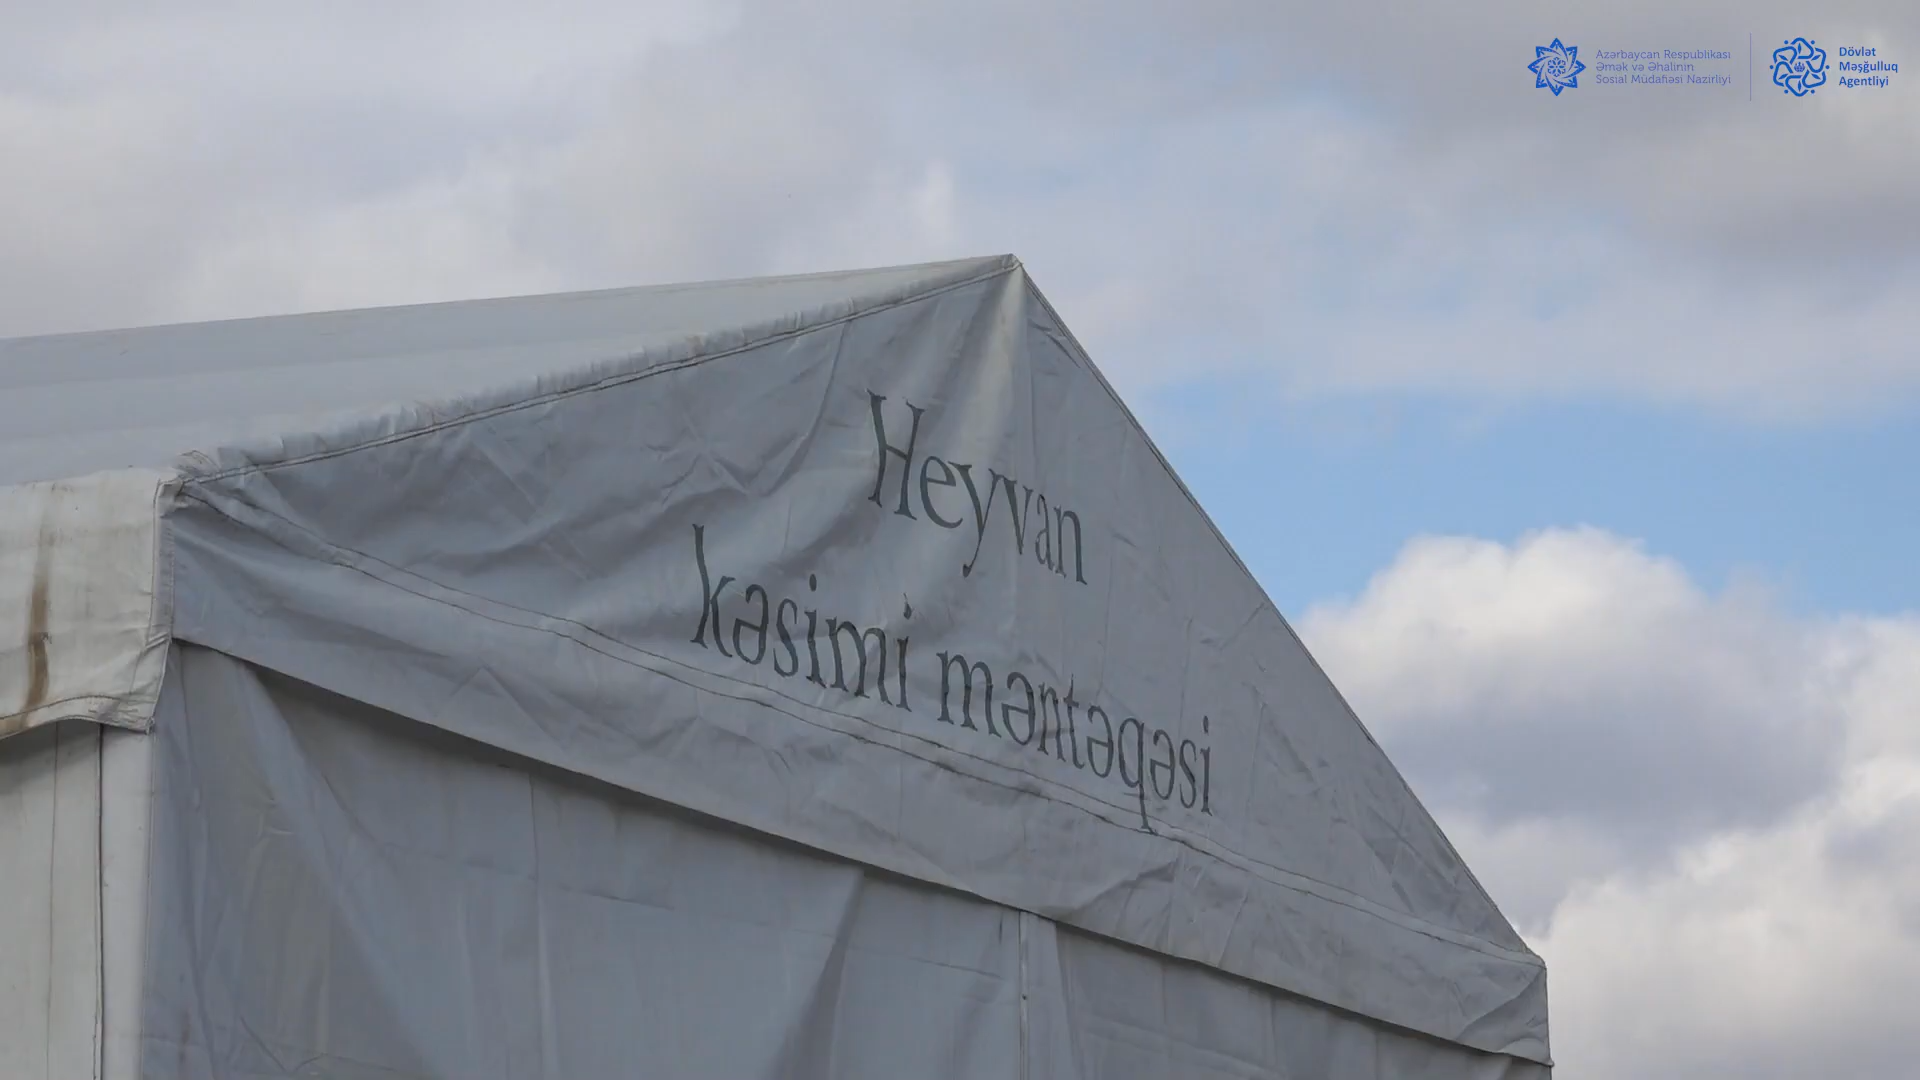 Azərbaycan Respublikası
Əmək və Əhalinin
Sosial Müdafiəsi Nazirliyi
Dövlət
Məşğulluq
Agentliyi
Heyvan
kəsimi məntəqəsi